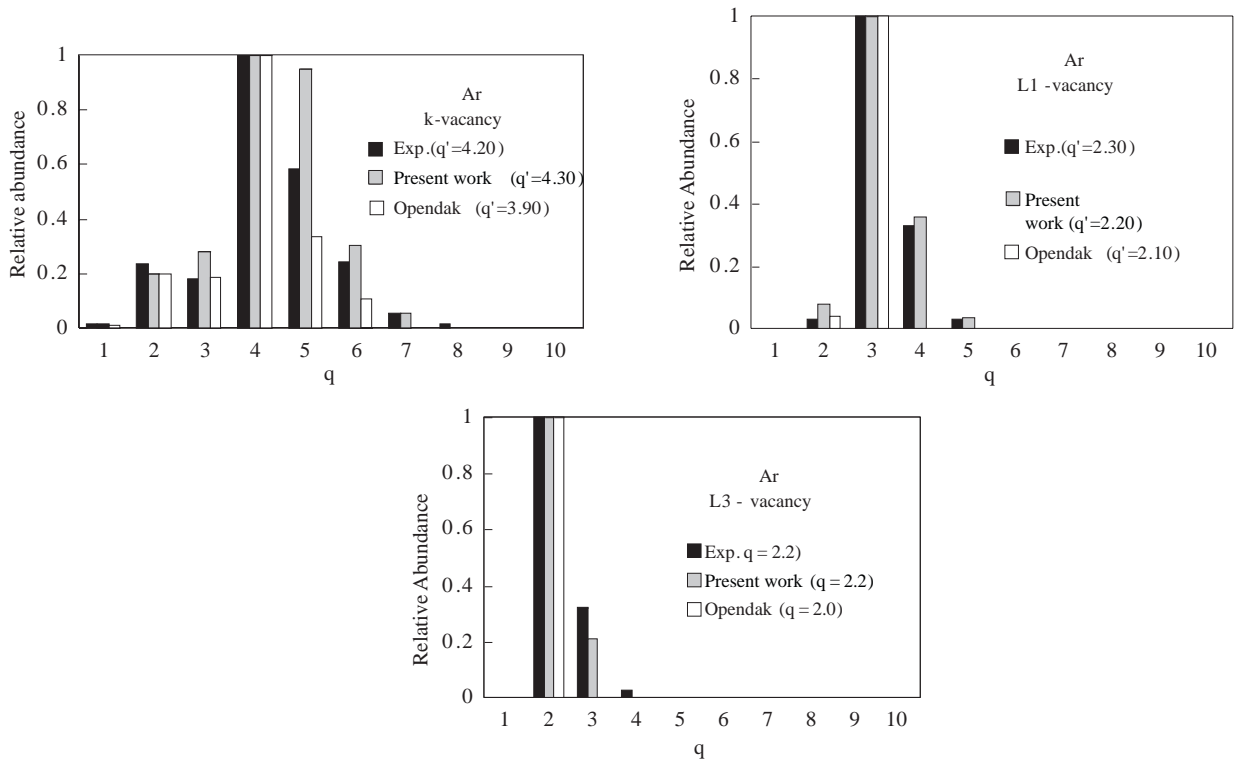 Relative abundance
1
0.8
0.6
0.4
0.2
0
Ar
k-vacancy
Exp.(q'=4.20)
Present work (q'=4.30)
Opendak (q'=3.90)
1 2 3 4 5 6 7 8 9 10
q
Relative Abundance
1
0.8
0.6
0.4
0.2
0
Ar
L1 -vacancy
Exp.(q'=2.30)
Present
work (q'=2.20)
Opendak (q'=2.10)
1 2 3 4 5 6 7 8 9 10
q
Relative Abundance
1
0.8
0.6
0.4
0.2
0
Ar
L3 - vacancy
Exp. q = 2.2)
Present work (q = 2.2)
Opendak (q = 2.0)
1 2 3 4 5 6 7 8 9 10
q